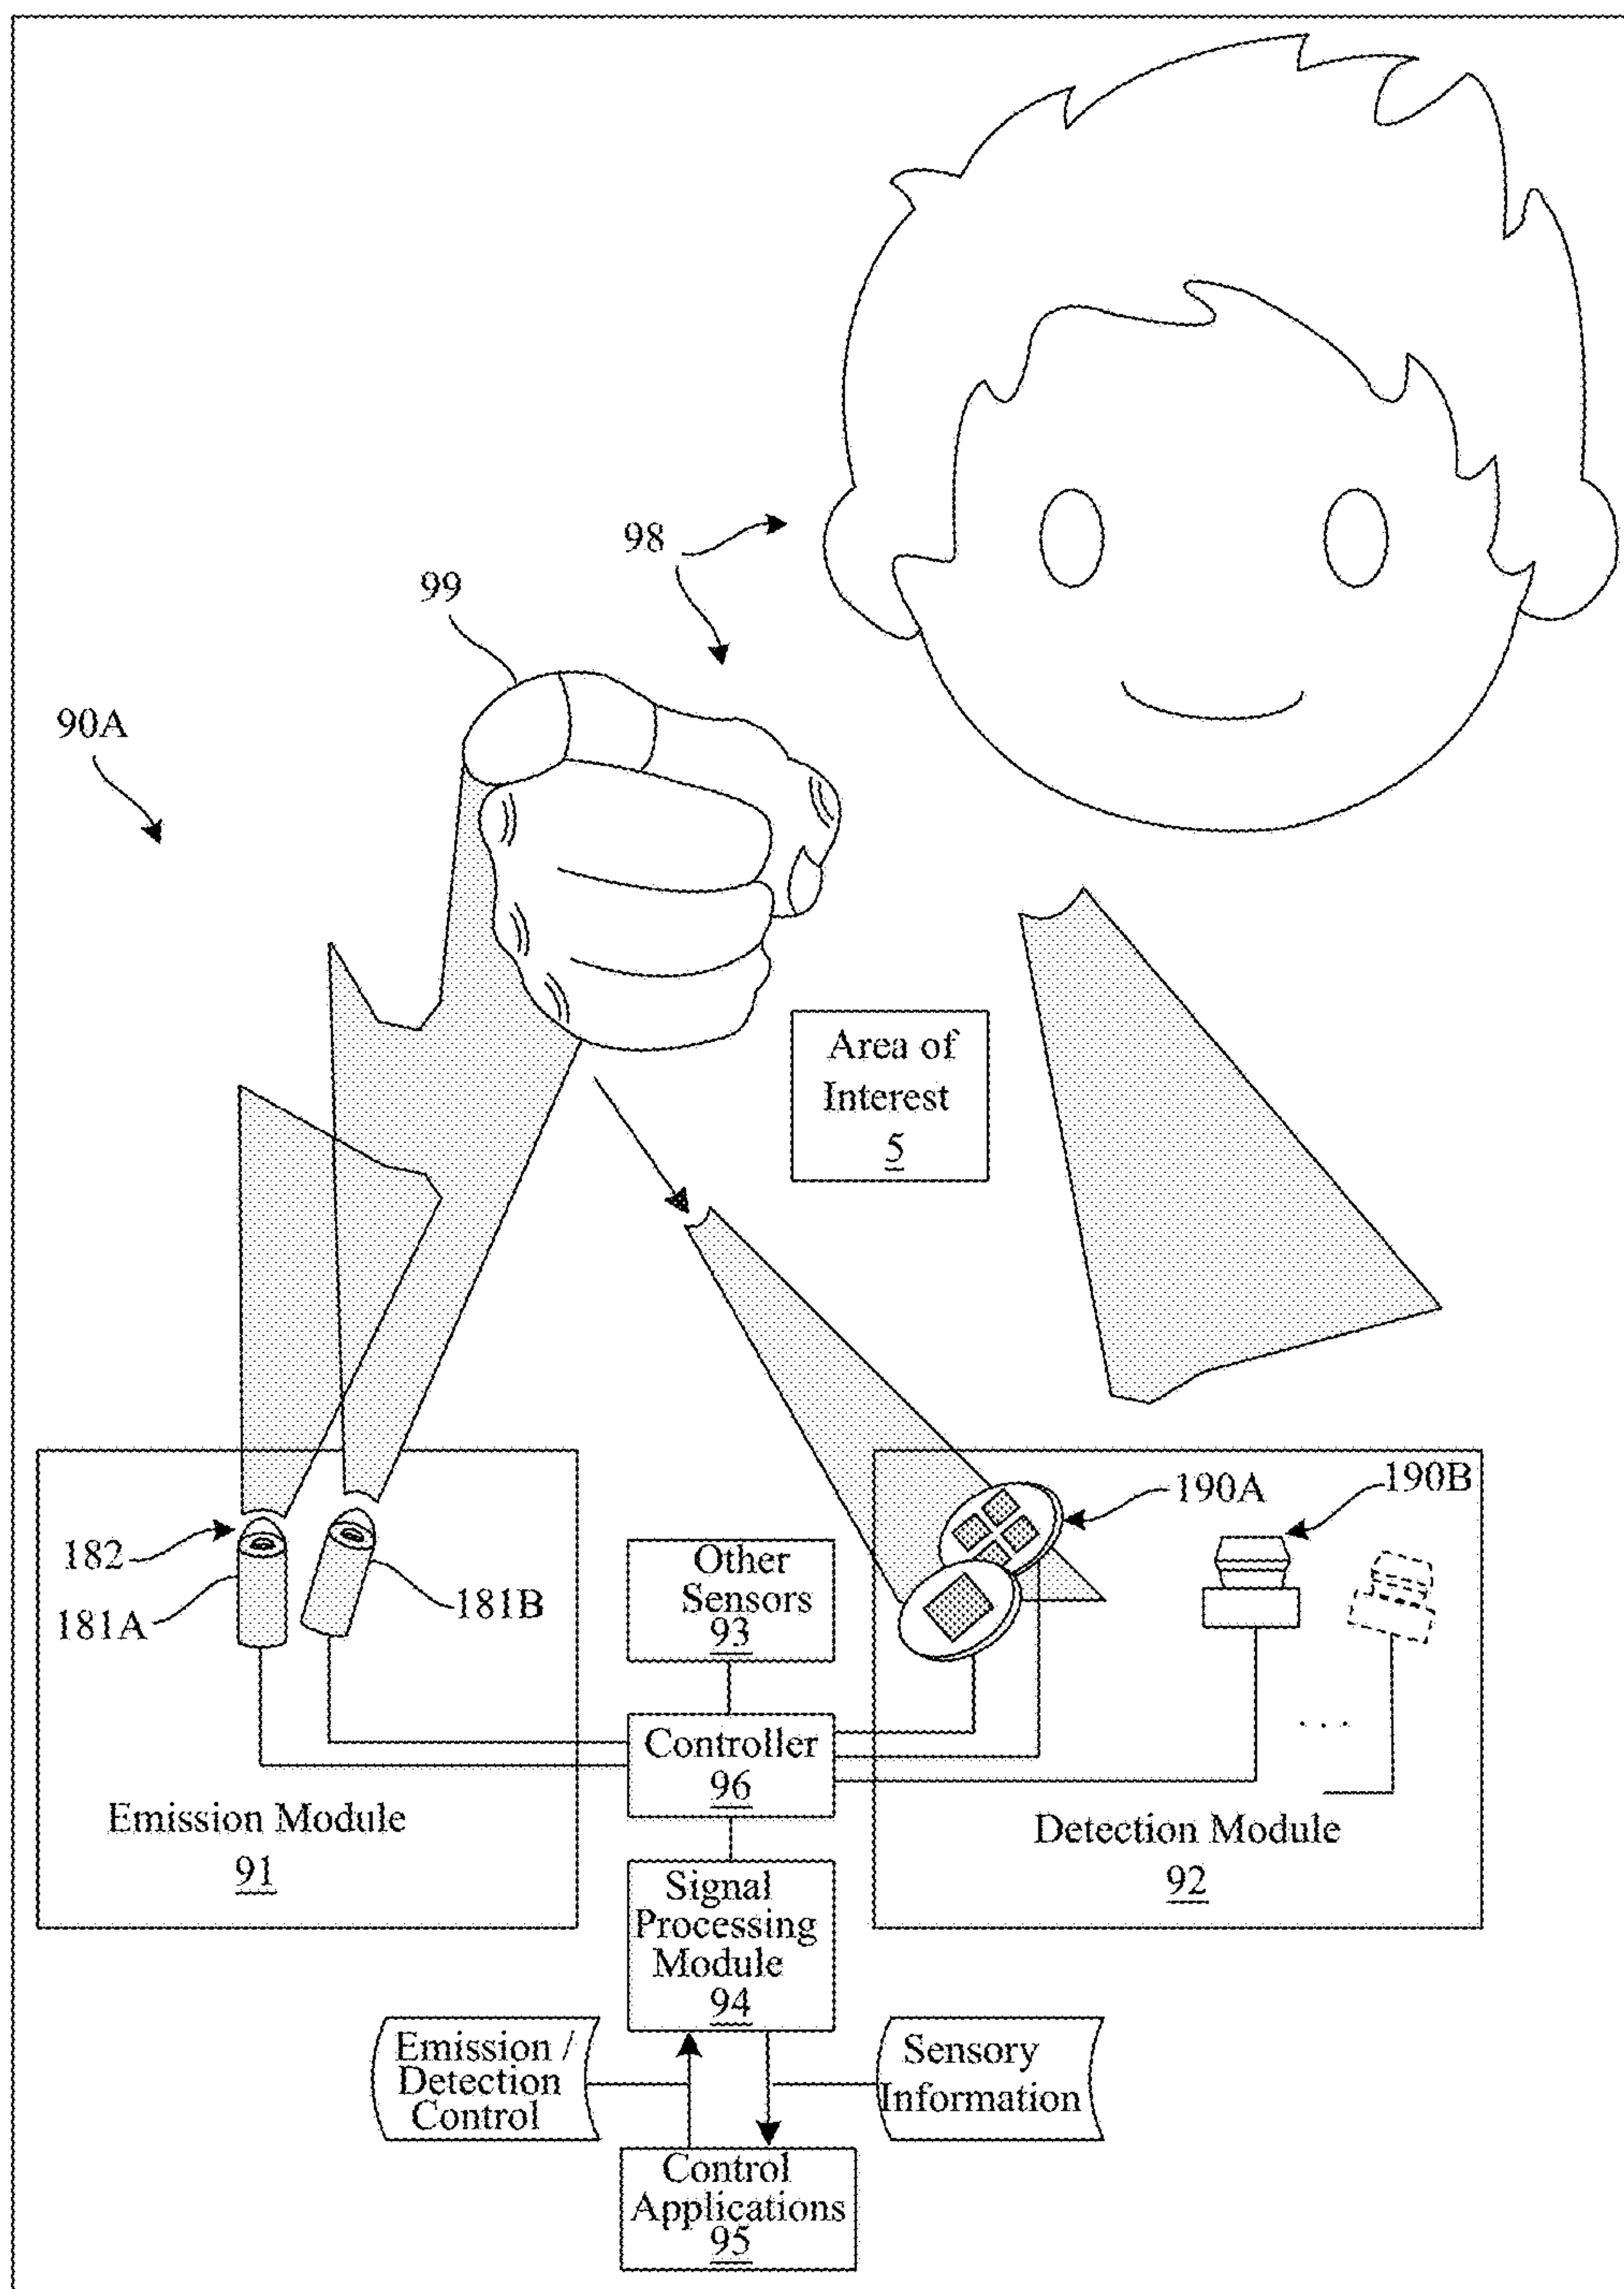 98
99
90A
Area of
Interest
5
190A
190B
182
181A
181B
Other
Sensors
93
Controller
96
Emission Module
91
Detection Module
92
. . .
Signal
Processing
Module
94
Emission /
Detection
Control
Sensory
Information
Control
Applications
95